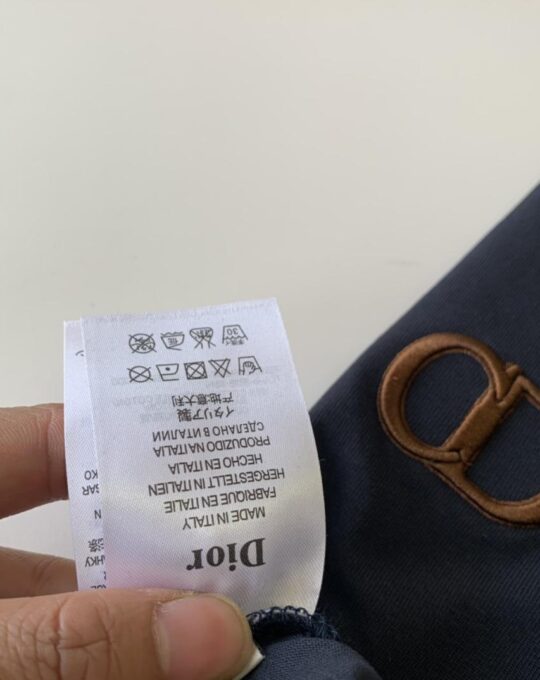 Dior
MADE IN ITALY
FABRIQUE EN ITALIE
HERGESTELLT IN ITALIEN
HECHO EN ITALIA
PRODUZIDO NA ITALIA
СДЕЛАНО В ИТАЛИИ
イタリア製
产地意大利
30